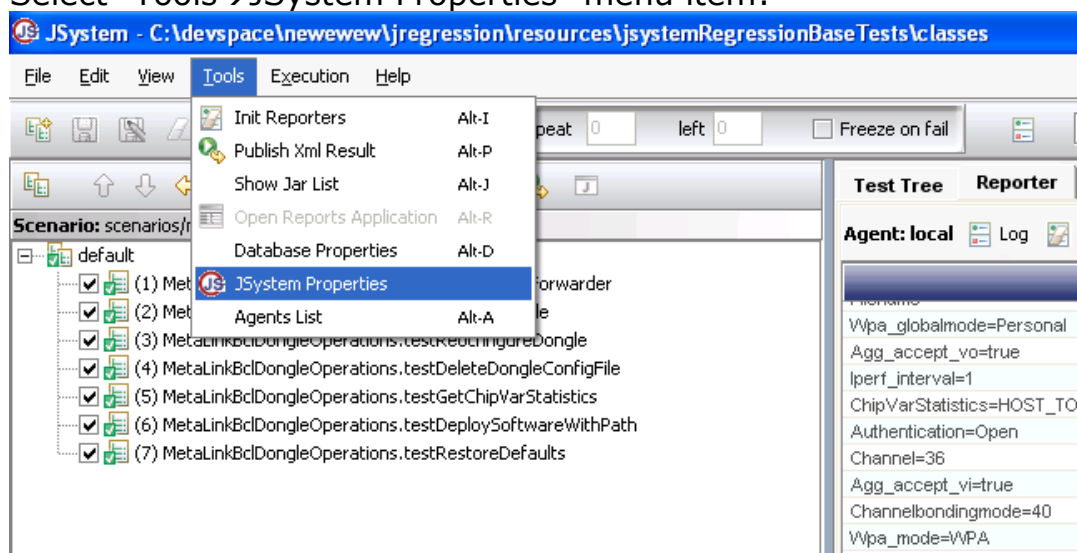 Select "Tools→JSystem Properties" menu item.
JSystem - C:\devspace\newewew\jregression\resources\jsystemRegressionBaseTests\classes
File Edit View Tools Execution Help
Init Reporters Alt-I
peat 0 left 0 Freeze on fail
Publish Xml Result Alt-P
Show Jar List Alt-J
Test Tree Reporter
Open Reports Application Alt-R
Scenario: scenarios/
Agent: local Log
Database Properties Alt-D
default
JSystem Properties
(1) Met orwarder
Agents List Alt-A
(2) Met le
(3) MetaLinkBclDongleOperations.testReconfigureDongle
(4) MetaLinkBclDongleOperations.testDeleteDongleConfigFile
(5) MetaLinkBclDongleOperations.testGetChipVarStatistics
(6) MetaLinkBclDongleOperations.testDeploySoftwareWithPath
(7) MetaLinkBclDongleOperations.testRestoreDefaults
Wpa_globalmode=Personal
Agg_accept_vo=true
Iperf_interval=1
ChipVarStatistics=HOST_TO
Authentication=Open
Channel=36
Agg_accept_vi=true
Channelbondingmode=40
Wpa_mode=WPA